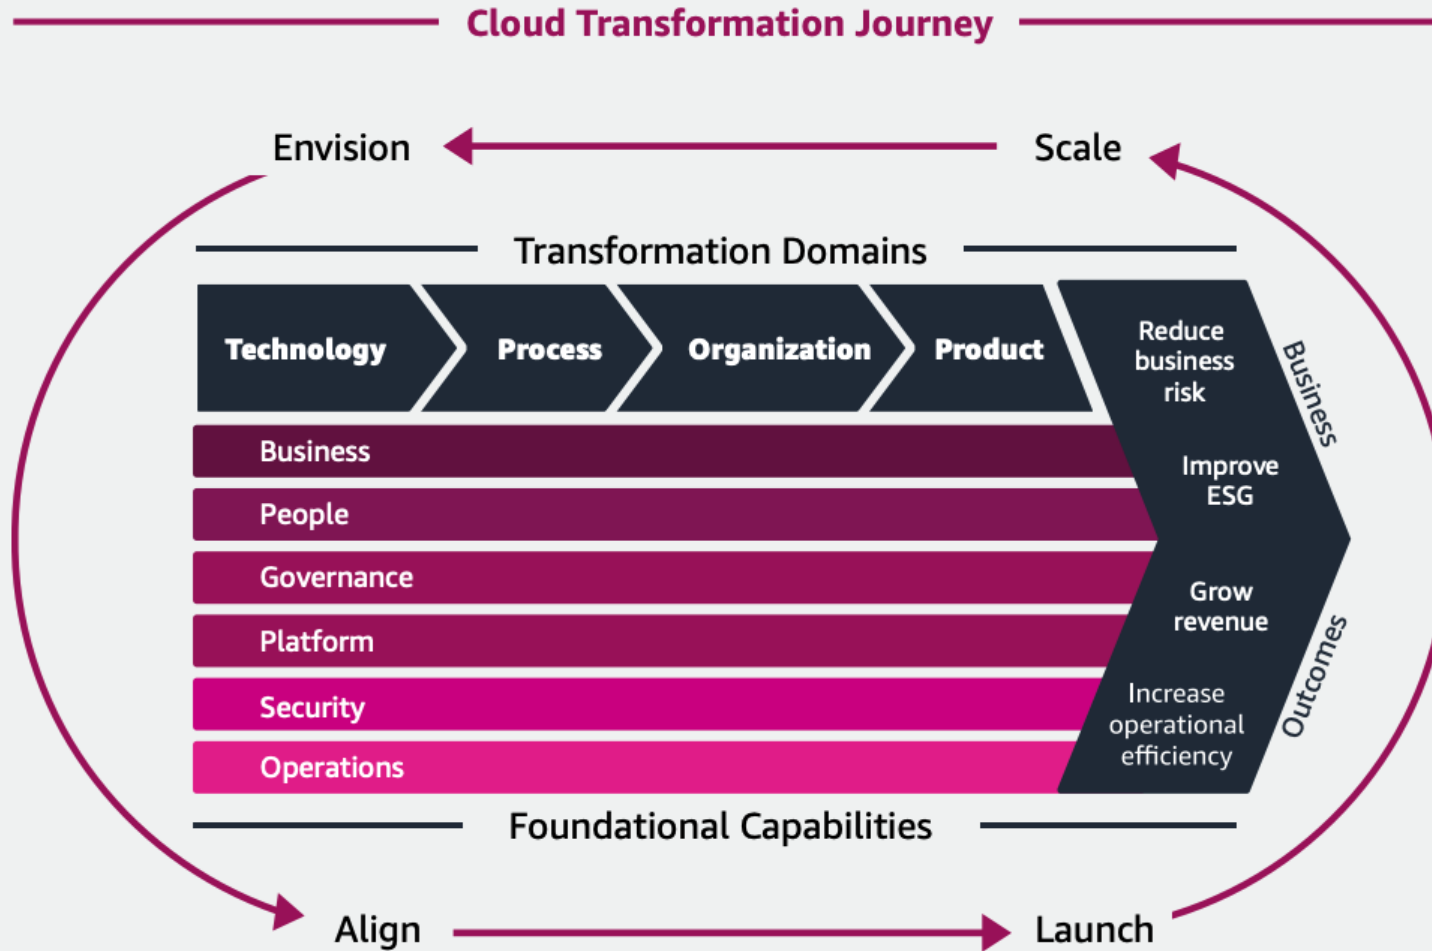 Cloud Transformation Journey
Envision
Scale
Transformation Domains
Technology
Process
Organization
Product
Reduce
business
risk
Improve
ESG
Grow
revenue
Increase
operational
efficiency
Business
Outcomes
Business
People
Governance
Platform
Security
Operations
Foundational Capabilities
Align
Launch